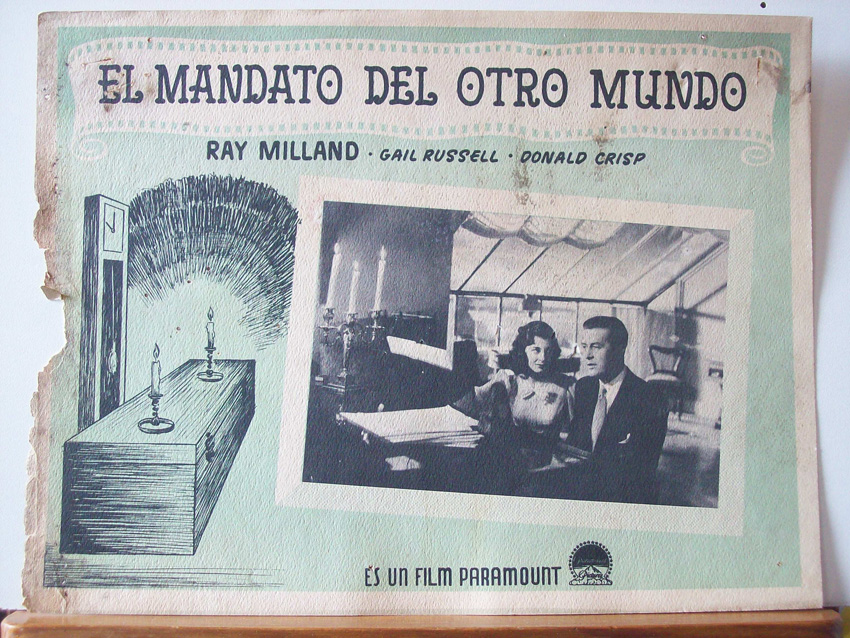 EL MANDATO DEL OTRO MUNDO
RAY MILLAND · GAIL RUSSELL · DONALD CRISP
ES UN FILM PARAMOUNT